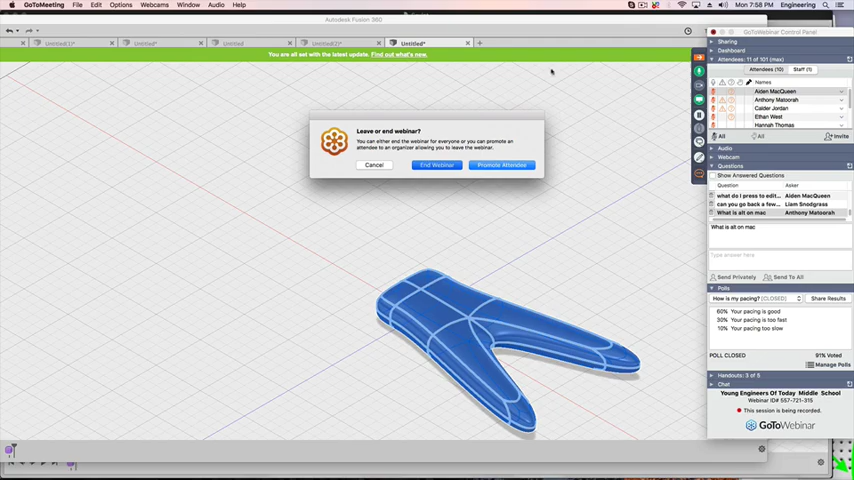 GoToMeeting File Edit Options Webcams Window Audio Help
Mon 7:58 PM Engineering
Autodesk Fusion 360
Untitled(1)* Untitled* Untitled Untitled(2)* Untitled* +
You are all set with the latest update. Find out what's new.
Leave or end webinar?
You can either end the webinar for everyone or you can promote an
attendee to an organizer allowing you to leave the webinar.
Cancel End Webinar Promote Attendee
GoToWebinar Control Panel
Sharing
Dashboard
Attendees: 11 of 101 (max)
Attendees (10) Staff (1)
Names
Aiden MacQueen
Anthony Matoorah
Calder Jordan
Ethan West
Hannah Thomas
All All Invite
Audio
Webcam
Questions
Show Answered Questions
Question Asker
what do I press to edit... Aiden MacQueen
can you go back a few... Liam Snodgrass
What is alt on mac Anthony Matoorah
What is alt on mac
Type answer here
Send Privately Send To All
Polls
How is my pacing? (CLOSED) Share Results
60% Your pacing is good
30% Your pacing is too fast
10% Your pacing too slow
POLL CLOSED 91% Voted
Manage Polls
Handouts: 3 of 5
Chat
Young Engineers Of Today Middle School
Webinar ID# 557-721-315
This session is being recorded.
GoToWebinar